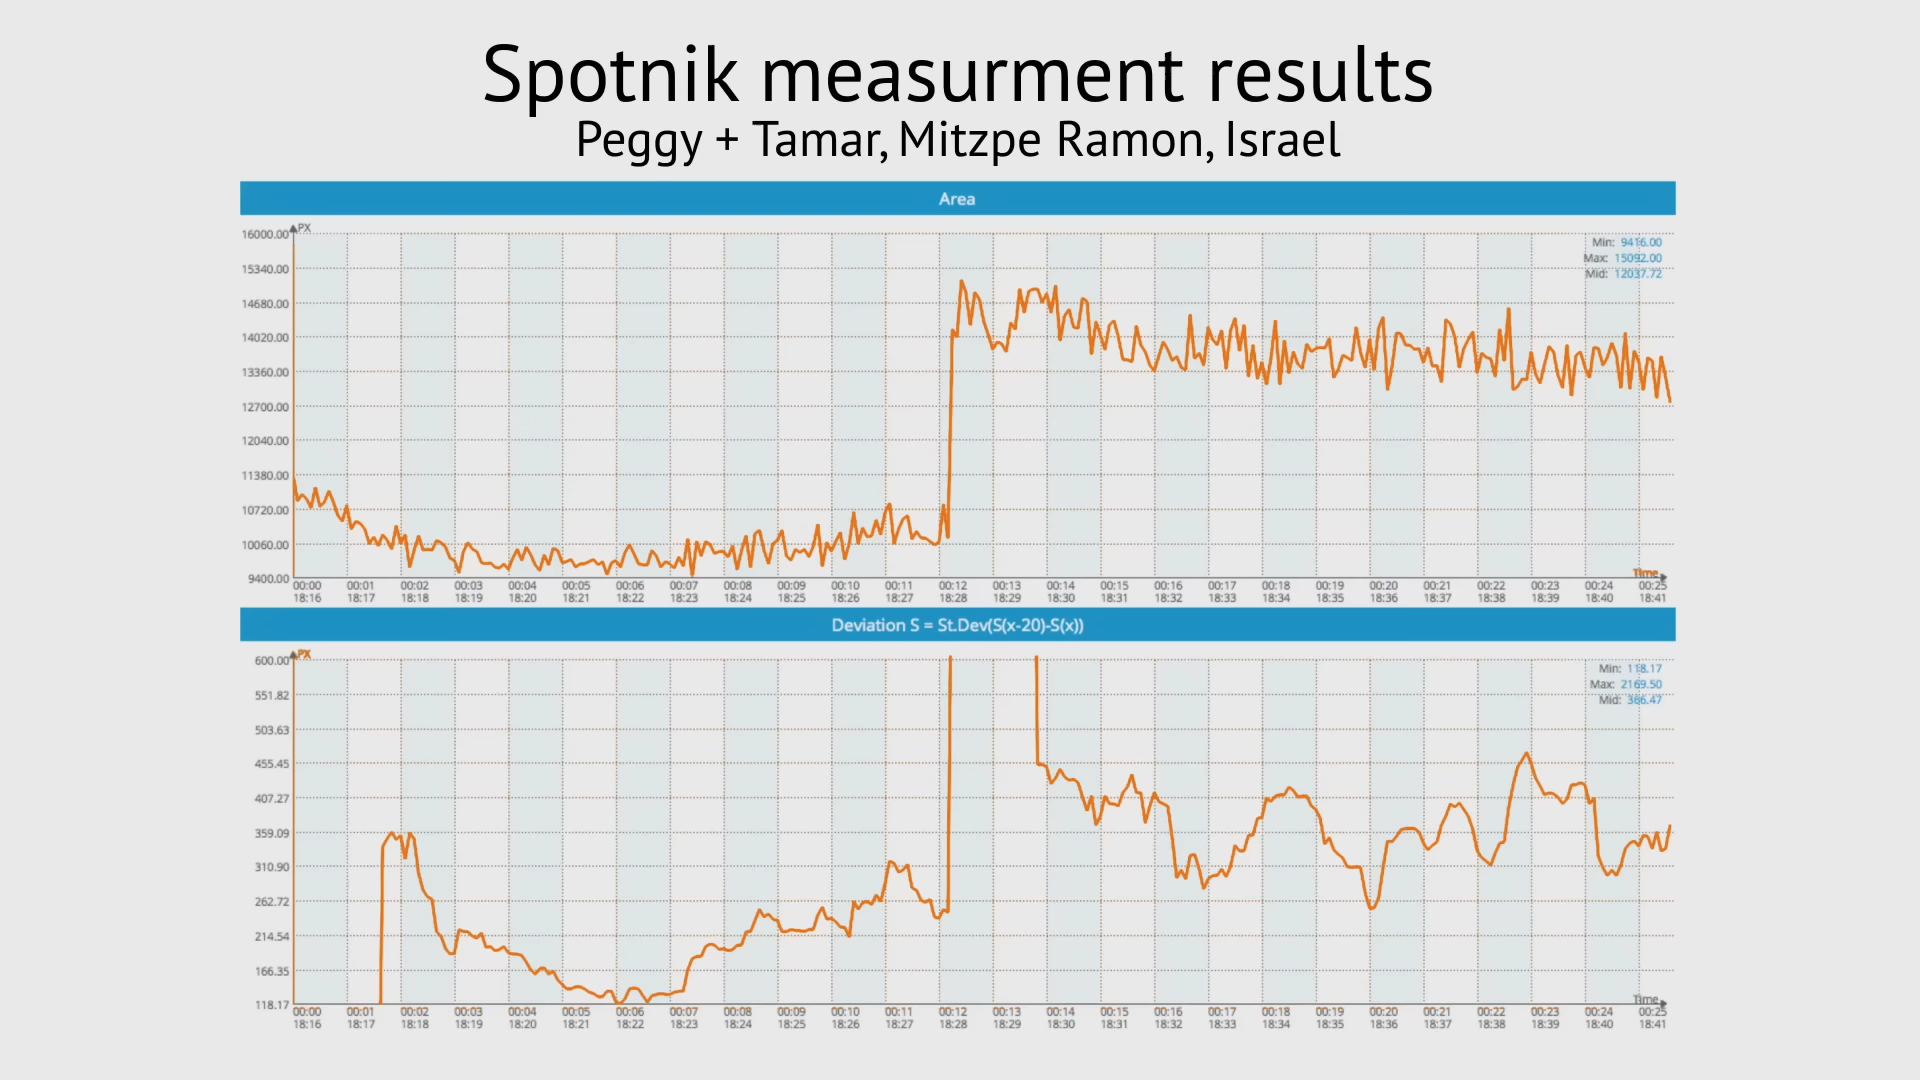 Spotnik measurment results
Peggy + Tamar, Mitzpe Ramon, Israel
Area
PX
16000.00
15340.00
14680.00
14020.00
13360.00
12700.00
12040.00
11380.00
10720.00
10060.00
9400.00
Min: 9416.00
Max: 15092.00
Mid: 12037.72
Time
00:00 00:01 00:02 00:03 00:04 00:05 00:06 00:07 00:08 00:09 00:10 00:11 00:12 00:13 00:14 00:15 00:16 00:17 00:18 00:19 00:20 00:21 00:22 00:23 00:24 00:25
18:16 18:17 18:18 18:19 18:20 18:21 18:22 18:23 18:24 18:25 18:26 18:27 18:28 18:29 18:30 18:31 18:32 18:33 18:34 18:35 18:36 18:37 18:38 18:39 18:40 18:41
Deviation S = St.Dev(S(x-20)-S(x))
PX
600.00
551.82
503.63
455.45
407.27
359.09
310.90
262.72
214.54
166.35
118.17
Min: 118.17
Max: 2169.50
Mid: 366.47
Time
00:00 00:01 00:02 00:03 00:04 00:05 00:06 00:07 00:08 00:09 00:10 00:11 00:12 00:13 00:14 00:15 00:16 00:17 00:18 00:19 00:20 00:21 00:22 00:23 00:24 00:25
18:16 18:17 18:18 18:19 18:20 18:21 18:22 18:23 18:24 18:25 18:26 18:27 18:28 18:29 18:30 18:31 18:32 18:33 18:34 18:35 18:36 18:37 18:38 18:39 18:40 18:41